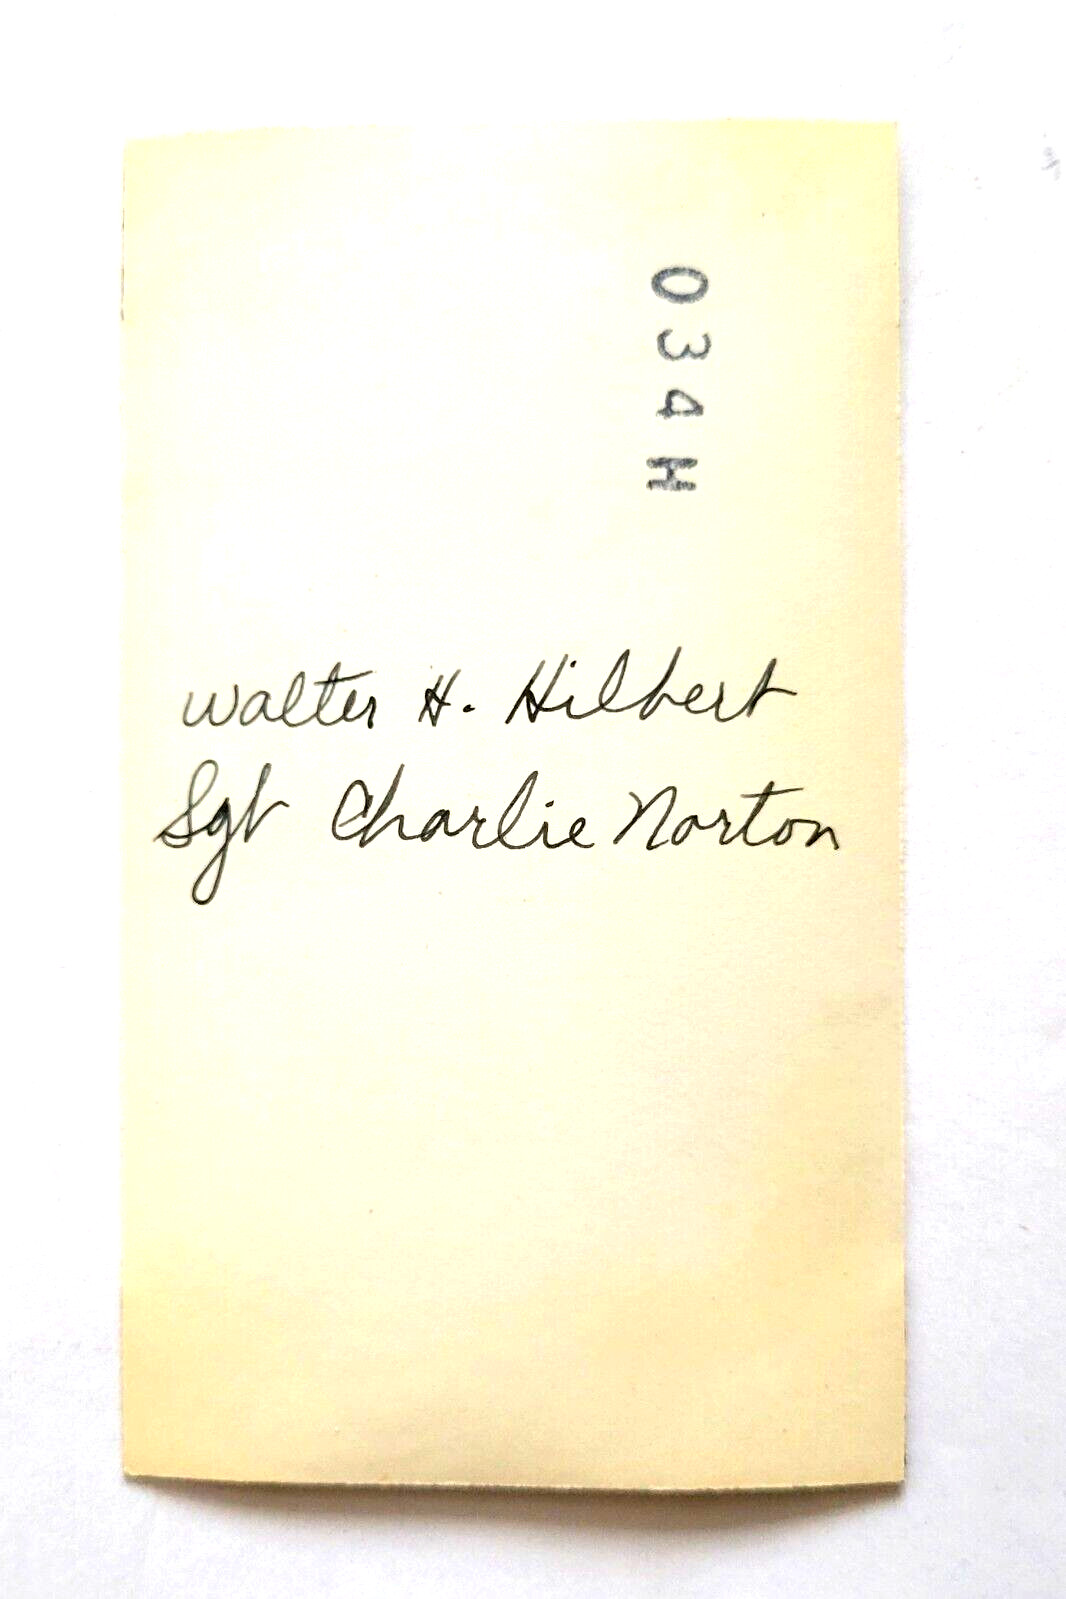 034H
Walter H. Hilbert
Sgt Charlie Norton